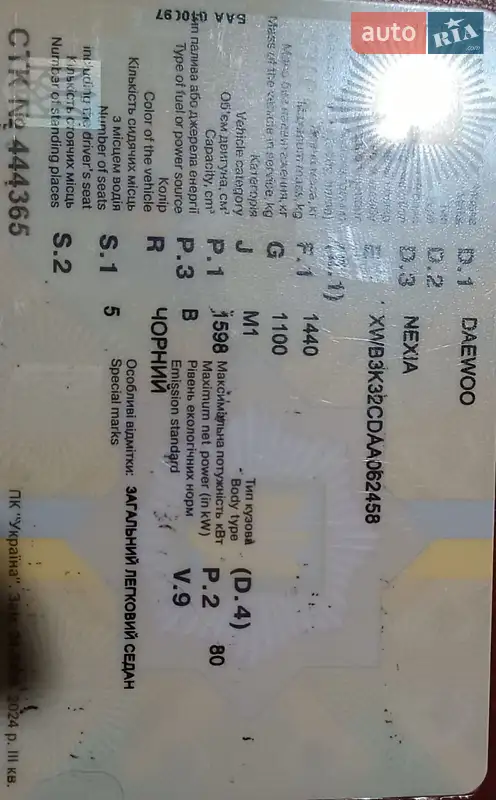 auto RIA .com
D.1 DAEWOO
D.2
D.3 NEXIA
E XWB3K32CDAA062458
F.1 1440
Mass of the vehicle in service, kg G 1100
Категорія
Vehicle category J M1 Тип кузова
Body type (D.4)
Об'єм двигуна, см³
Capacity, cm³ P.1 1598 Максимальна потужність кВт
Maximum net power (in kW) P.2 80
Тип палива або джерела енергії
Type of fuel or power source P.3 B Рівень екологічних норм
Emission standard V.9
Колір
Color of the vehicle R ЧОРНИЙ
Кількість сидячих місць
з місцем водія
Number of seats
including the driver's seat S.1 5 Особливі відмітки: ЗАГАЛЬНИЙ ЛЕГКОВИЙ СЕДАН
Special marks
Кількість стоячих місць
Number of standing places S.2
СТК № 444365
ПК "Україна". 2024 р. III кв.